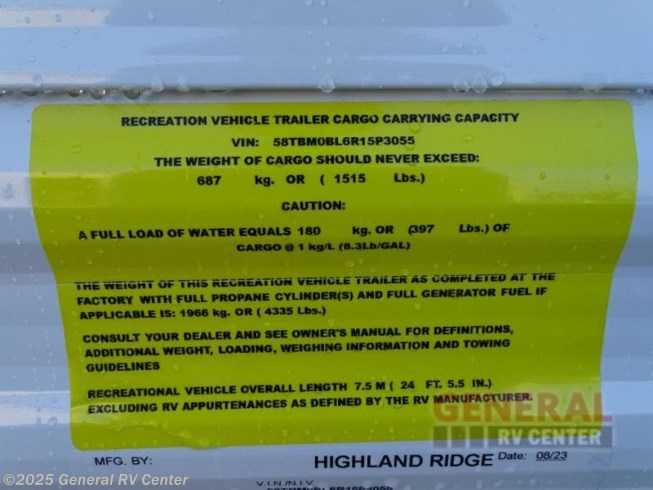 RECREATION VEHICLE TRAILER CARGO CARRYING CAPACITY
VIN: 58TBM0BL6R15P3055
THE WEIGHT OF CARGO SHOULD NEVER EXCEED:
687 kg. OR ( 1515 Lbs.)
CAUTION:
A FULL LOAD OF WATER EQUALS 180 kg. OR (397 Lbs.) OF
CARGO @ 1 kg/L (8.3Lb/GAL)
THE WEIGHT OF THIS RECREATION VEHICLE TRAILER AS COMPLETED AT THE
FACTORY WITH FULL PROPANE CYLINDER(S) AND FULL GENERATOR FUEL IF
APPLICABLE IS: 1966 kg. OR ( 4335 Lbs.)
CONSULT YOUR DEALER AND SEE OWNER'S MANUAL FOR DEFINITIONS,
ADDITIONAL WEIGHT, LOADING, WEIGHING INFORMATION AND TOWING
GUIDELINES
RECREATIONAL VEHICLE OVERALL LENGTH 7.5 M ( 24 FT. 5.5 IN.)
EXCLUDING RV APPURTENANCES AS DEFINED BY THE RV MANUFACTURER.
GENERAL
RV CENTER
MFG. BY: HIGHLAND RIDGE Date: 08/23
V.I.N./N.I.V.
©2025 General RV Center